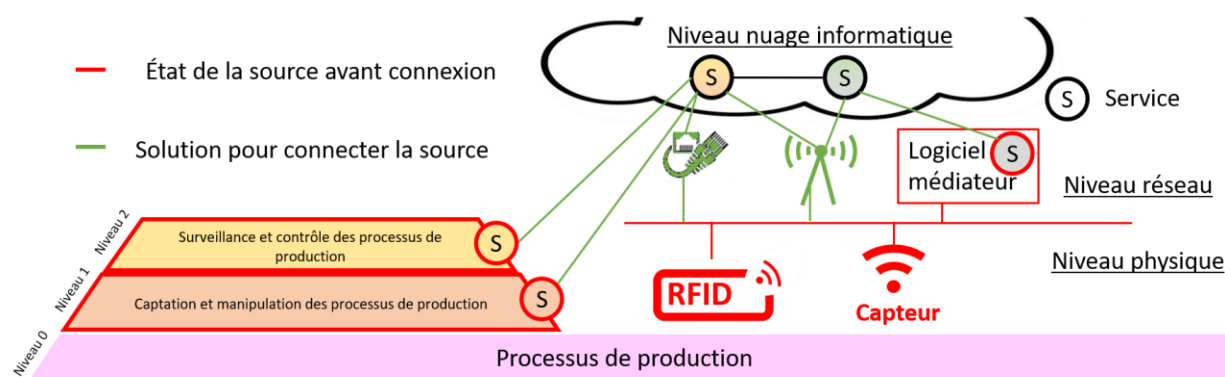 Niveau nuage informatique
État de la source avant connexion
S
S
S
Service
Solution pour connecter la source
Logiciel
médiateur
S
Niveau réseau
Niveau 2
Surveillance et contrôle des processus de
production
S
Niveau physique
Niveau 1
Captation et manipulation des processus de production
S
RFID
Capteur
Niveau 0
Processus de production